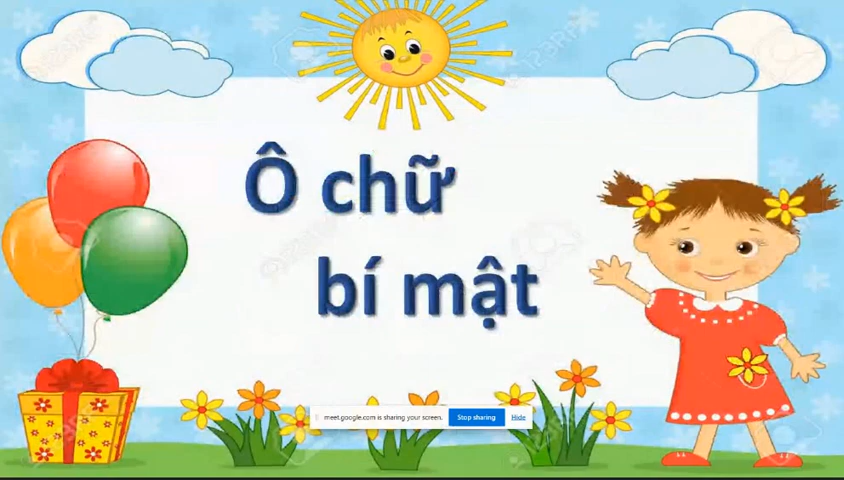 Ô chữ
bí mật
meet.google.com is sharing your screen.
Stop sharing
Hide